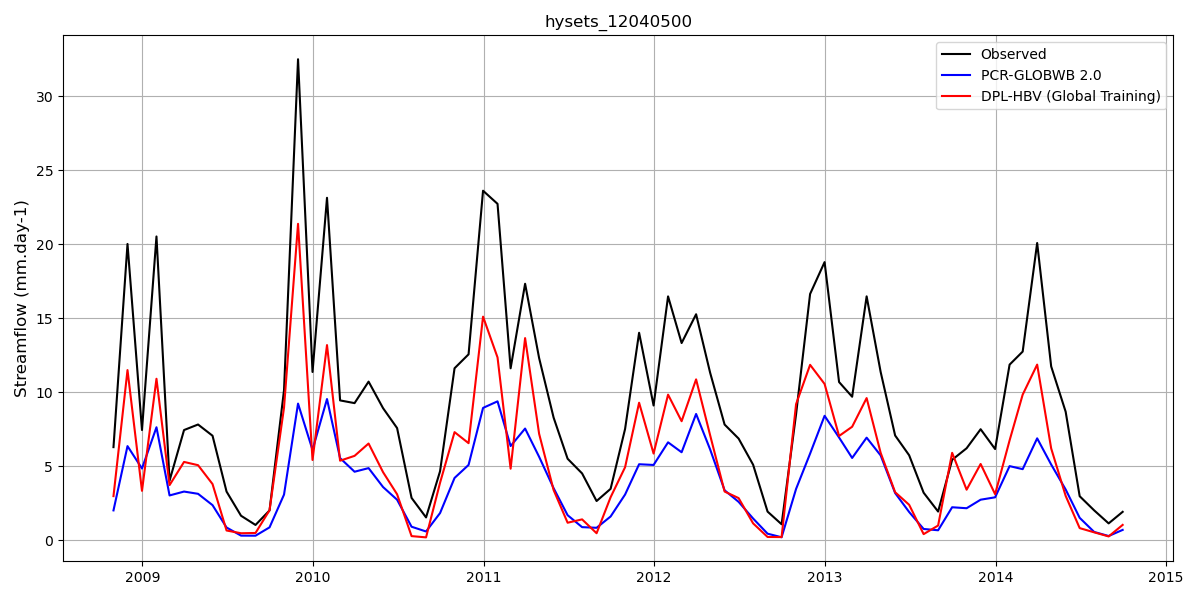 hysets_12040500
Observed
PCR-GLOBWB 2.0
DPL-HBV (Global Training)
Streamflow (mm.day-1)
30
25
20
15
10
5
0
2009
2010
2011
2012
2013
2014
2015